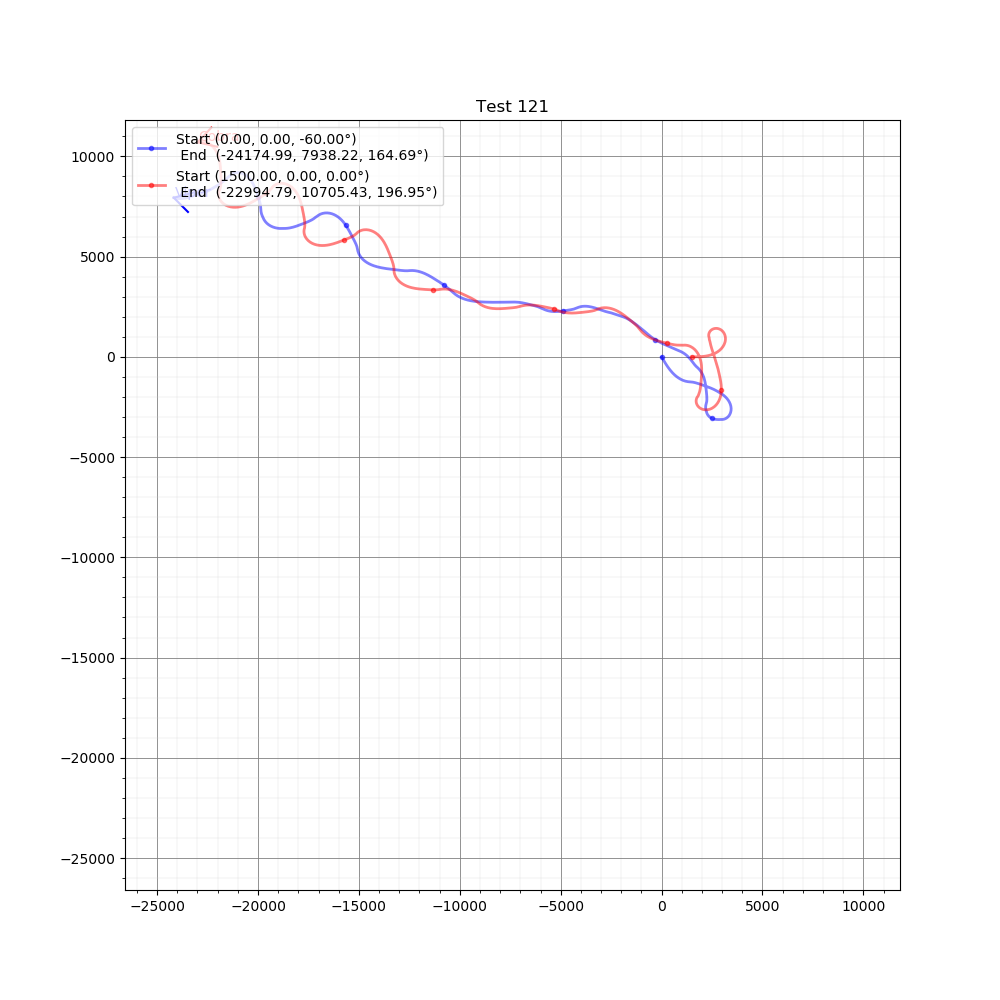 Test 121
Start (0.00, 0.00, -60.00°)
End  (-24174.99, 7938.22, 164.69°)
Start (1500.00, 0.00, 0.00°)
End  (-22994.79, 10705.43, 196.95°)
10000
5000
0
−5000
−10000
−15000
−20000
−25000
−25000 −20000 −15000 −10000 −5000 0 5000 10000